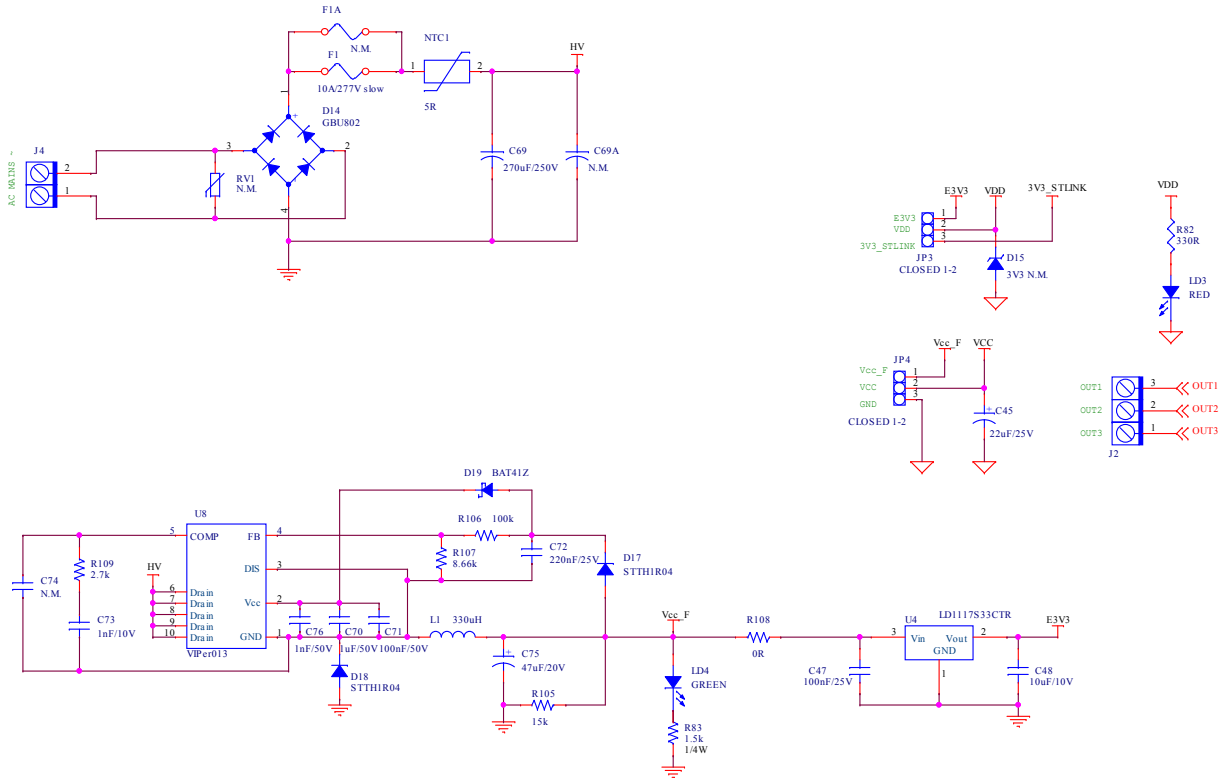 F1A
N.M.
F1
10A/277V slow
NTC1
1
2
5R
HV
D14
GBU802
1
+
3
2
-
4
J4
AC MAINS ~
2
1
RV1
N.M.
C69
270uF/250V
C69A
N.M.
E3V3
VDD
3V3_STLINK
E3V3
VDD
3V3_STLINK
1
2
3
JP3
CLOSED 1-2
D15
3V3 N.M.
VDD
R82
330R
LD3
RED
Vcc_F
VCC
JP4
Vcc_F
VCC
GND
1
2
3
CLOSED 1-2
+
C45
22uF/25V
OUT1
OUT2
OUT3
3
2
1
OUT1
OUT2
OUT3
J2
D19
BAT41Z
U8
5
COMP
FB
4
DIS
3
Vcc
2
GND
1
HV
6
7
8
9
10
Drain
Drain
Drain
Drain
Drain
VIPer013
R109
2.7k
C74
N.M.
C73
1nF/10V
R106
100k
R107
8.66k
C72
220nF/25V
D17
STTH1R04
C76
1nF/50V
C70
1uF/50V
C71
100nF/50V
L1
330uH
D18
STTH1R04
+
C75
47uF/20V
R105
15k
Vcc_F
LD4
GREEN
R83
1.5k
1/4W
R108
0R
C47
100nF/25V
U4
LD1117S33CTR
3
Vin
Vout
GND
2
1
E3V3
C48
10uF/10V